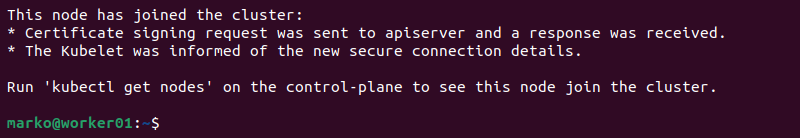 This node has joined the cluster:
* Certificate signing request was sent to apiserver and a response was received.
* The Kubelet was informed of the new secure connection details.
Run 'kubectl get nodes' on the control-plane to see this node join the cluster.
marko@worker01:~$